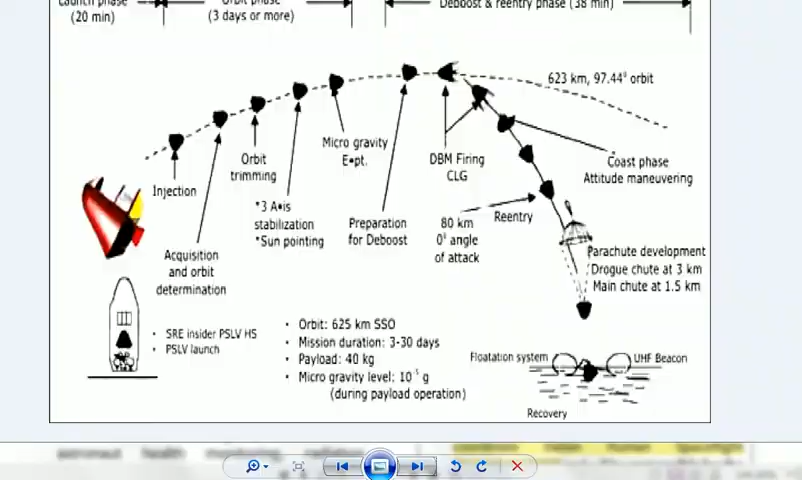 Launch phase
(20 min)
Orbit phase
(3 days or more)
Deboost & reentry phase (38 min)
623 km, 97.44⁰ orbit
Injection
Acquisition
and orbit
determination
Orbit
trimming
*3 A•is
stabilization
*Sun pointing
Micro gravity
E•pt.
Preparation
for Deboost
DBM Firing
CLG
Coast phase
Attitude maneuvering
80 km
0⁰ angle
of attack
Reentry
Parachute development
Drogue chute at 3 km
Main chute at 1.5 km
• SRE insider PSLV HS
• PSLV launch
• Orbit: 625 km SSO
• Mission duration: 3-30 days
• Payload: 40 kg
• Micro gravity level: 10⁻⁵ g
(during payload operation)
Floatation system
UHF Beacon
Recovery